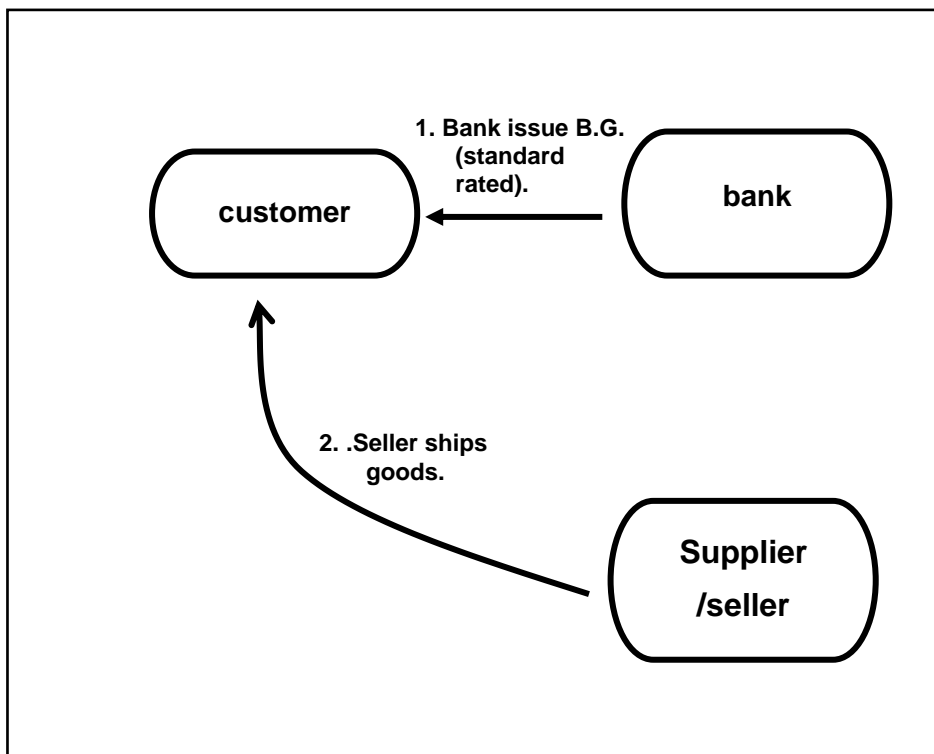 1. Bank issue B.G.
(standard
rated).
customer
bank
2. .Seller ships
goods.
Supplier
/seller